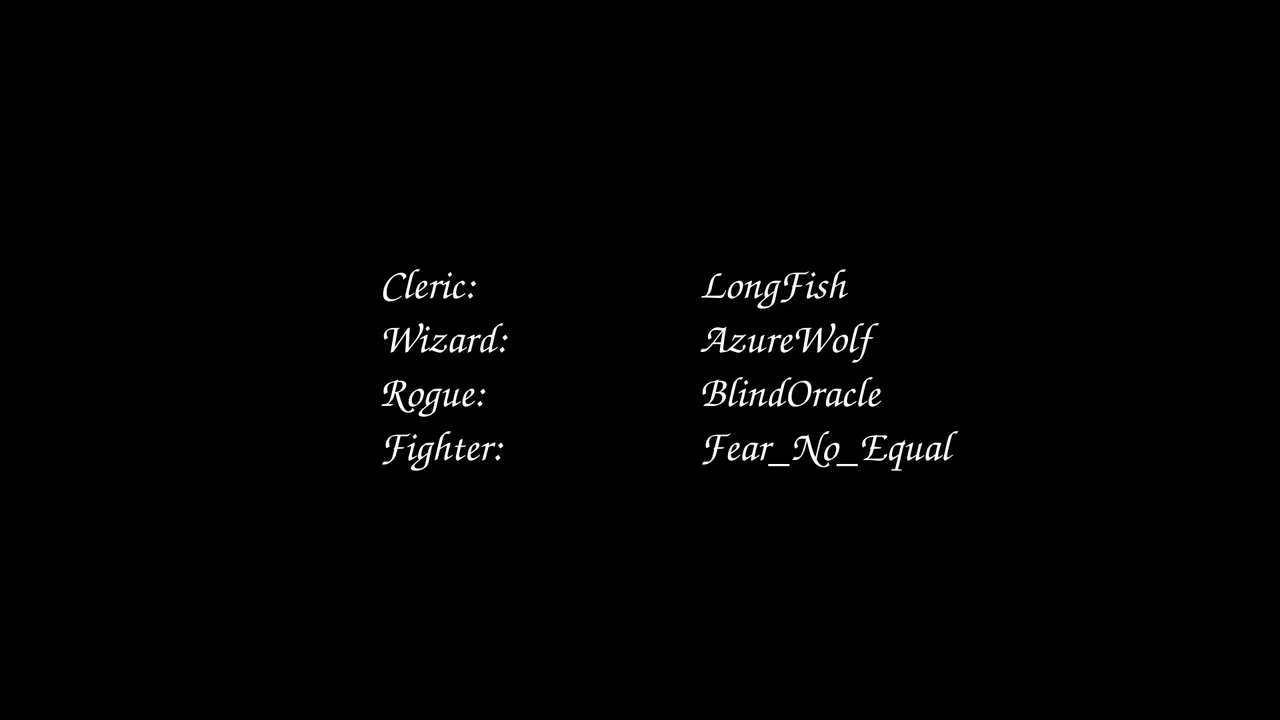 Cleric: LongFish
Wizard: AzureWolf
Rogue: BlindOracle
Fighter: Fear_No_Equal